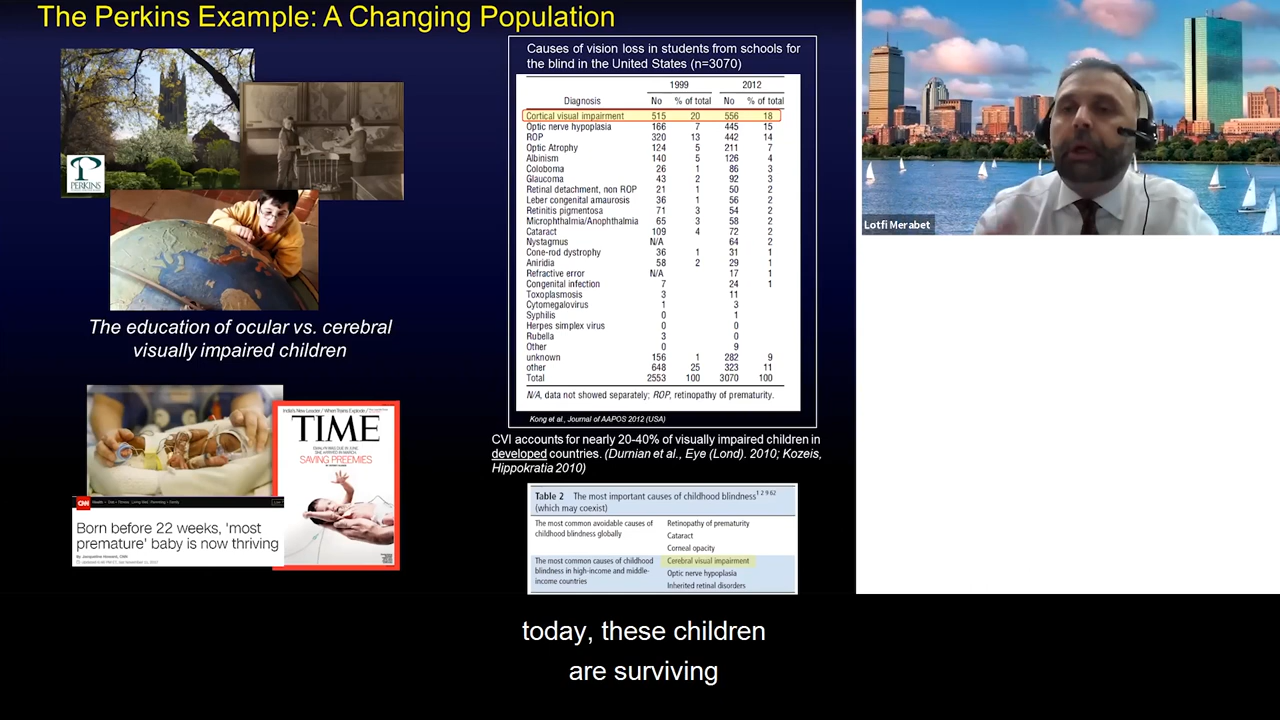 The Perkins Example: A Changing Population
PERKINS
The education of ocular vs. cerebral
visually impaired children
CNN
Born before 22 weeks, 'most
premature' baby is now thriving
TIME
SAVING PREEMIES
Causes of vision loss in students from schools for
the blind in the United States (n=3070)
1999 2012
Diagnosis No % of total No % of total
Cortical visual impairment 515 20 556 18
Optic nerve hypoplasia 166 7 445 15
ROP 320 13 442 14
Optic Atrophy 124 5 211 7
Albinism 140 5 126 4
Coloboma 26 1 86 3
Glaucoma 43 2 92 3
Retinal detachment, non ROP 21 1 50 2
Leber congenital amaurosis 36 1 56 2
Retinitis pigmentosa 71 3 54 2
Microphthalmia/Anophthalmia 65 3 58 2
Cataract 109 4 72 2
Nystagmus N/A 64 2
Cone-rod dystrophy 36 1 31 1
Aniridia 58 2 29 1
Refractive error N/A 17 1
Congenital infection 7 24 1
Toxoplasmosis 3 11
Cytomegalovirus 1 3
Syphilis 0 1
Herpes simplex virus 0 0
Rubella 3 0
Other 0 9
unknown 156 1 282 9
other 648 25 323 11
Total 2553 100 3070 100
N/A, data not showed separately; ROP, retinopathy of prematurity.
Kong et al., Journal of AAPOS 2012 (USA)
CVI accounts for nearly 20-40% of visually impaired children in
developed countries. (Durnian et al., Eye (Lond). 2010; Kozeis,
Hippokratia 2010)
Table 2 The most important causes of childhood blindness1 2 9 62
(which may coexist)
The most common avoidable causes of Retinopathy of prematurity
childhood blindness globally Cataract
Corneal opacity
The most common causes of childhood Cerebral visual impairment
blindness in high-income and middle- Optic nerve hypoplasia
income countries Inherited retinal disorders
Lotfi Merabet
today, these children
are surviving